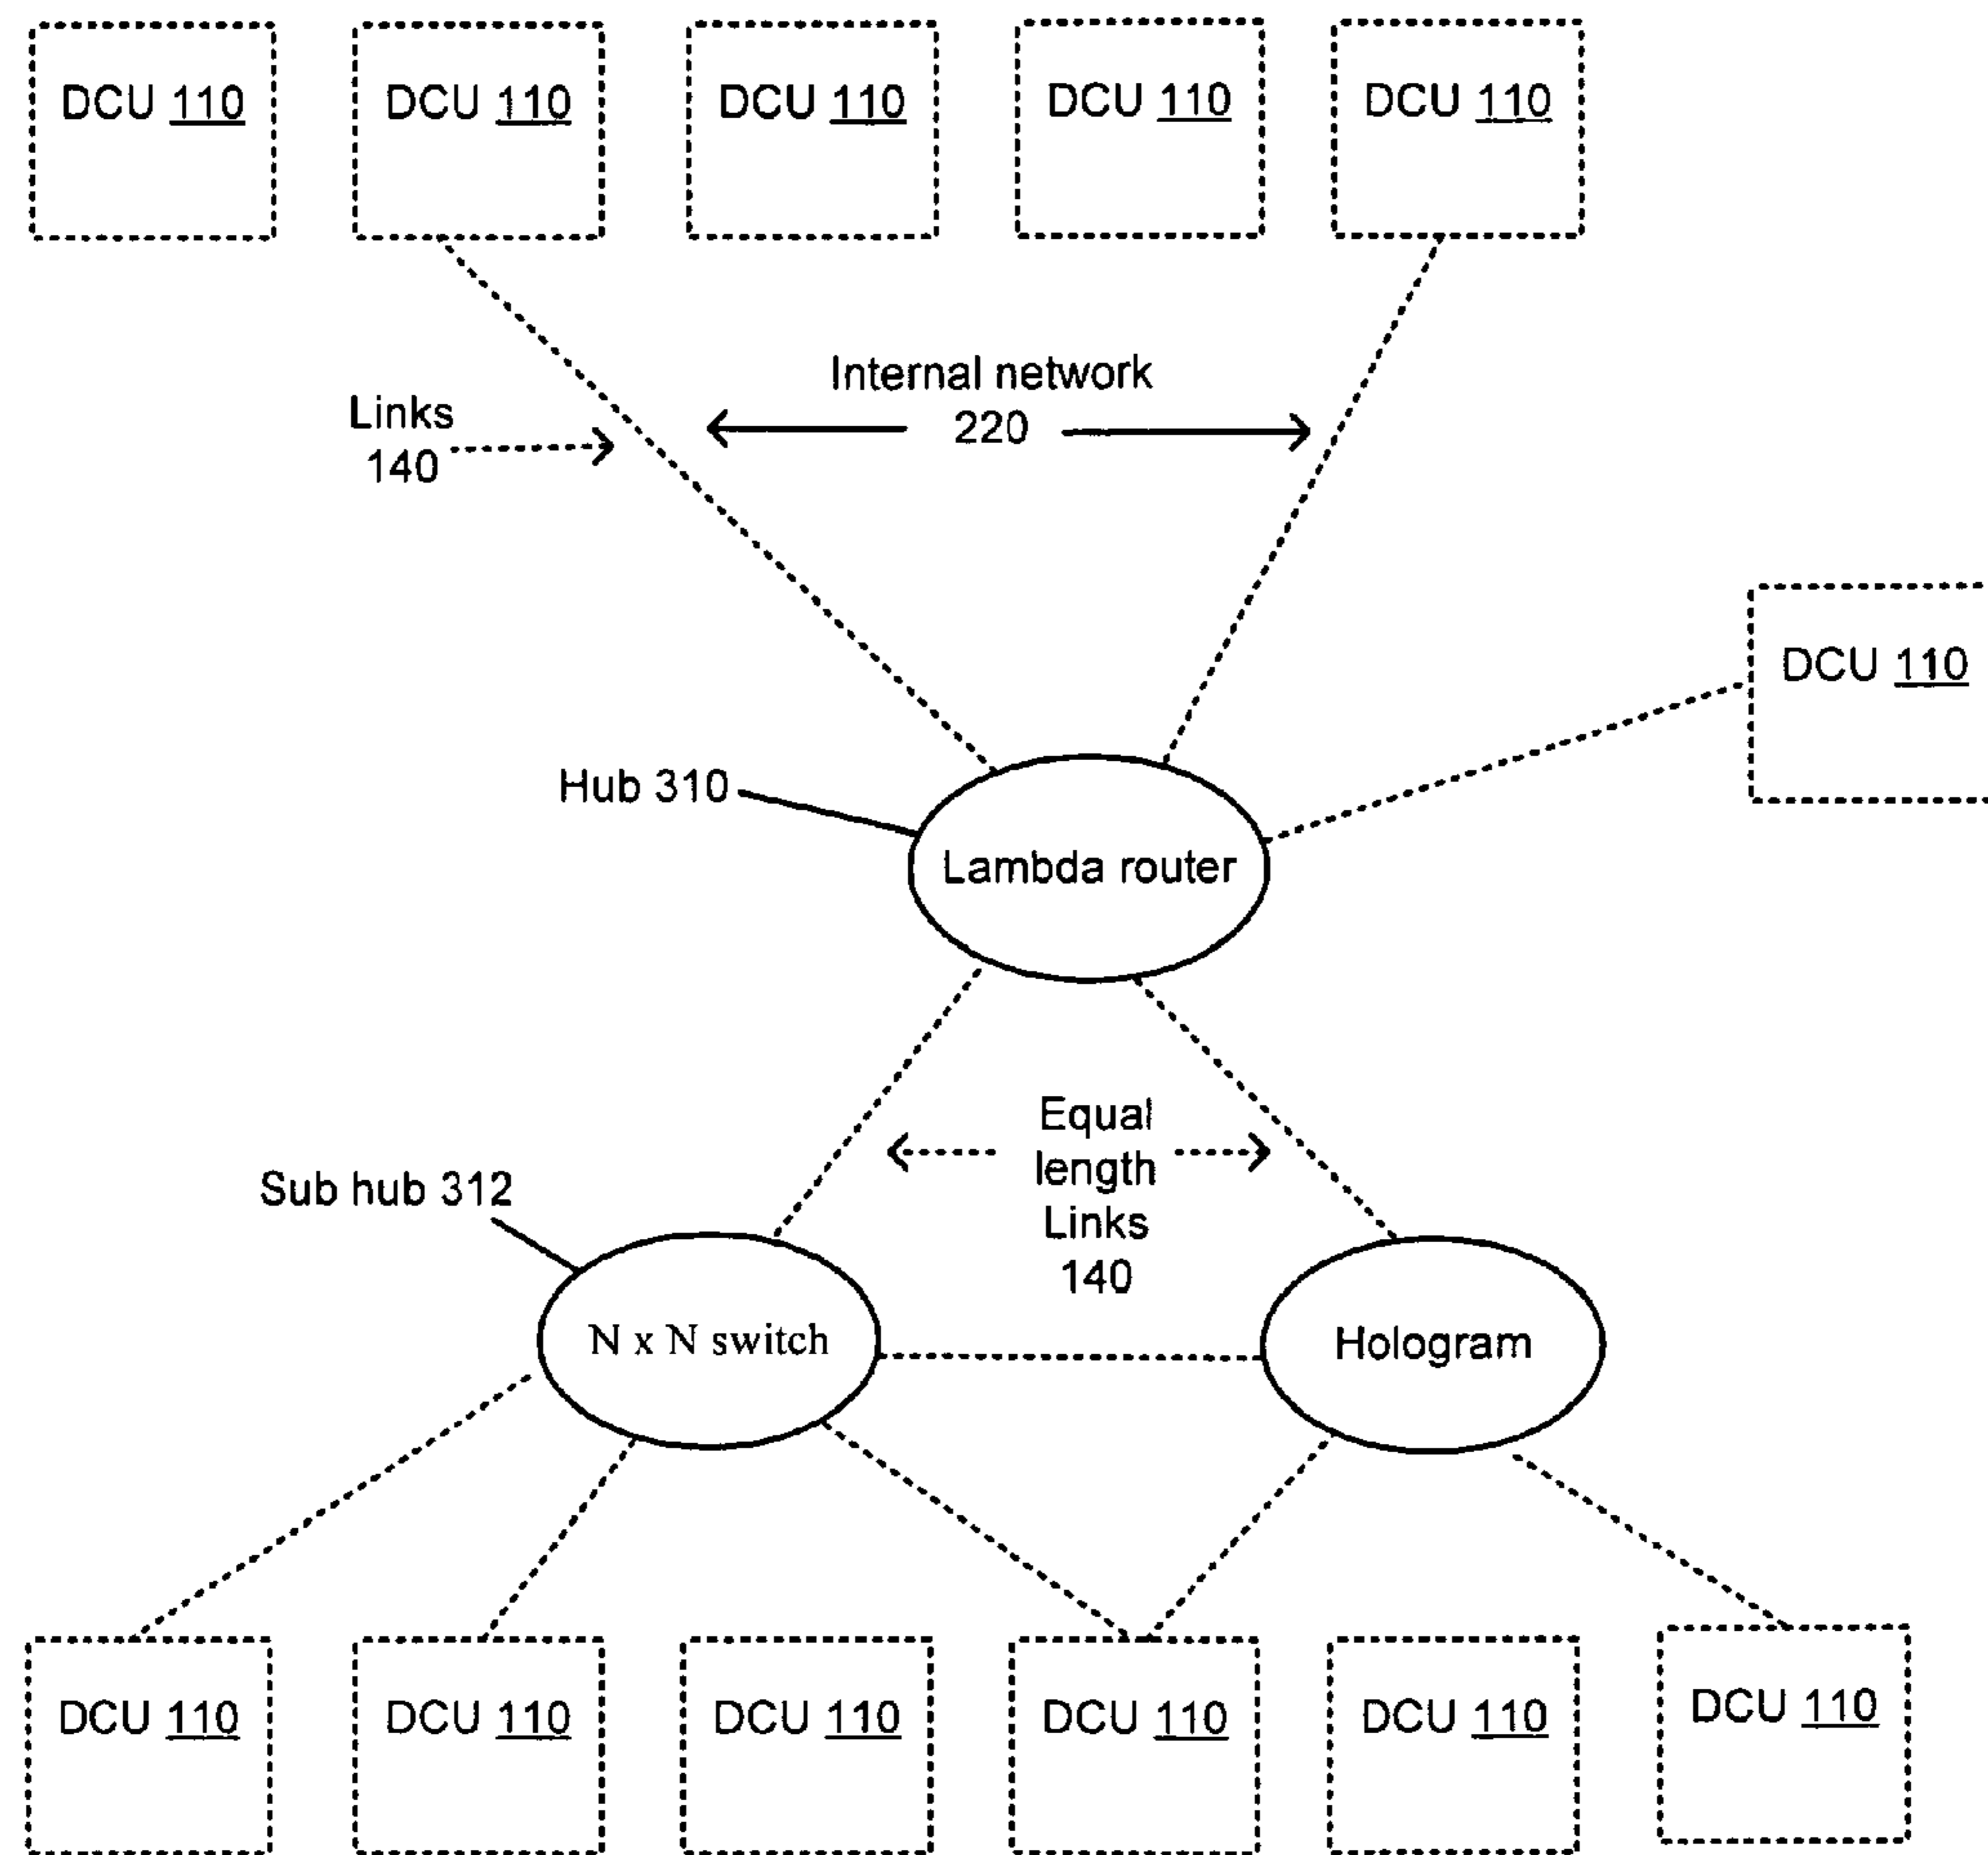 DCU 110
DCU 110
DCU 110
DCU 110
DCU 110
Internal network
220
Links
140
DCU 110
Hub 310
Lambda router
Equal
length
Links
140
Sub hub 312
N x N switch
Hologram
DCU 110
DCU 110
DCU 110
DCU 110
DCU 110
DCU 110